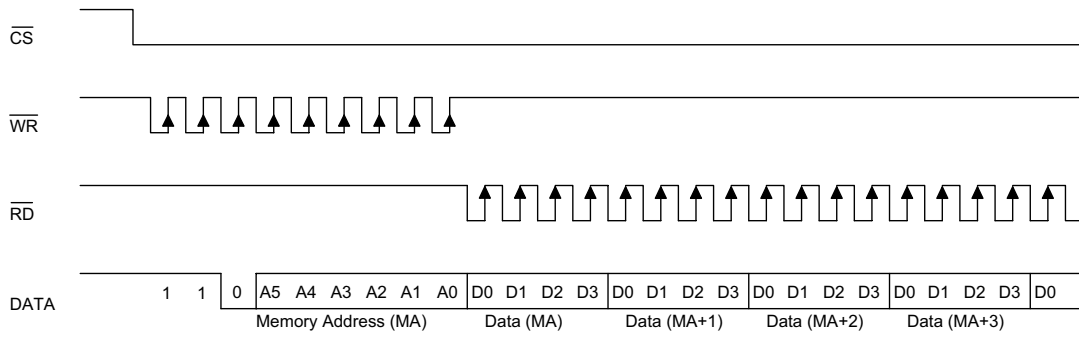 CS
WR
RD
DATA 1 1 0 A5 A4 A3 A2 A1 A0 D0 D1 D2 D3 D0 D1 D2 D3 D0 D1 D2 D3 D0 D1 D2 D3 D0
Memory Address (MA) Data (MA) Data (MA+1) Data (MA+2) Data (MA+3)